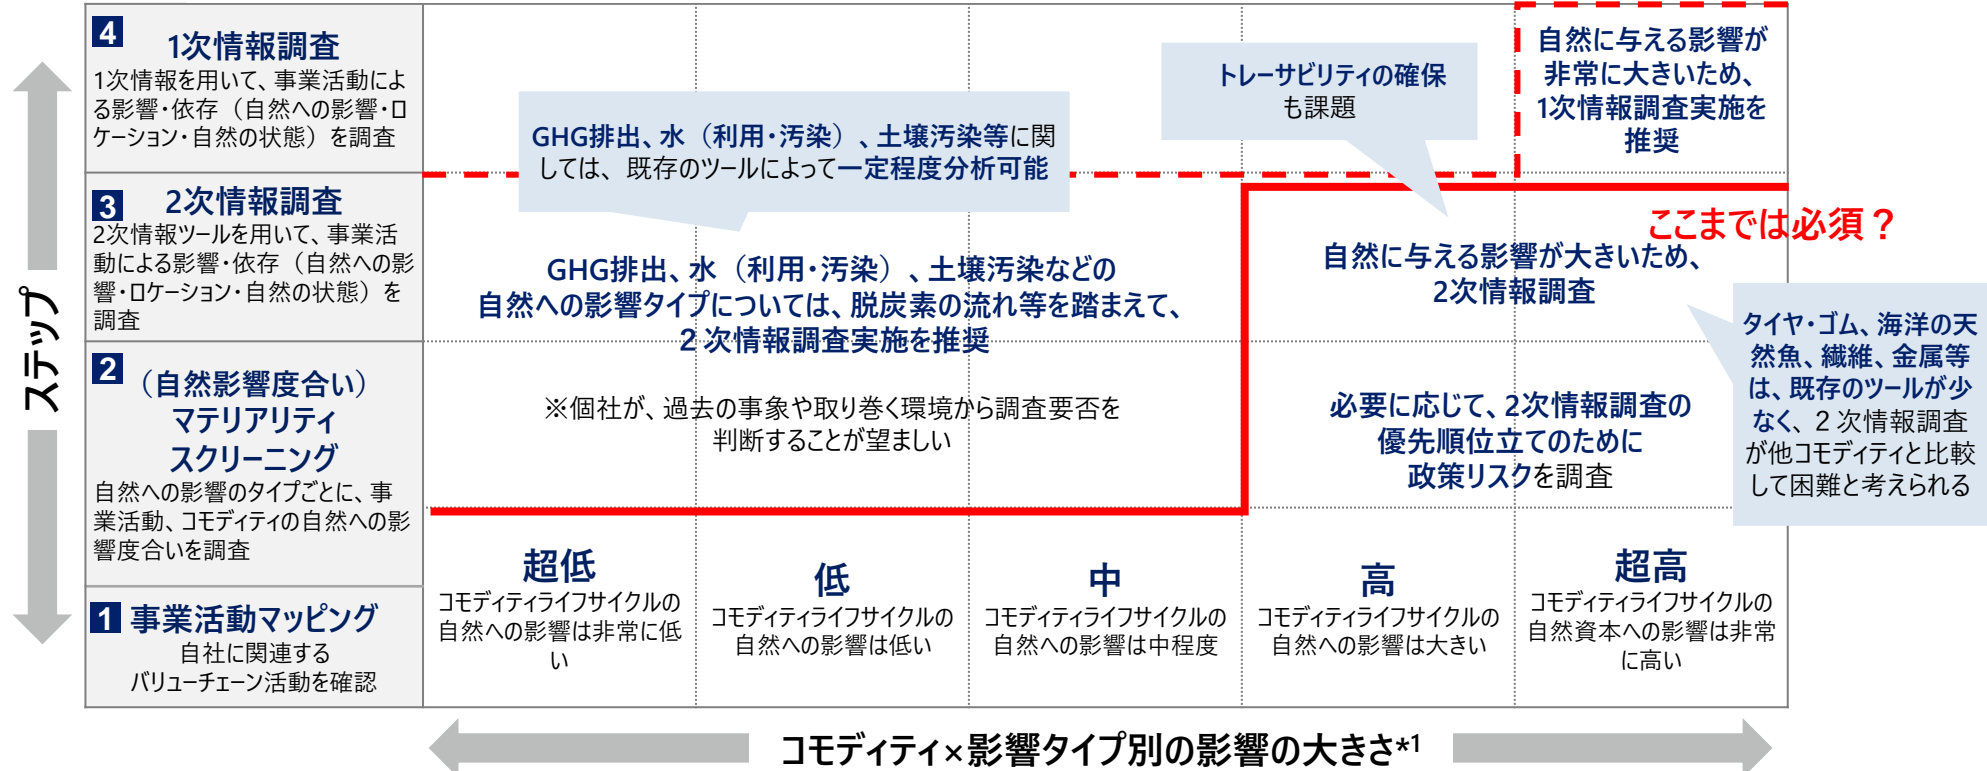 ステップ
4
1次情報調査
1次情報を用いて、事業活動によ
る影響・依存（自然への影響・ロ
ケーション・自然の状態）を調査
3
2次情報調査
2次情報ツールを用いて、事業活
動による影響・依存（自然への影
響・ロケーション・自然の状態）を
調査
2
（自然影響度合い）
マテリアリティ
スクリーニング
自然への影響のタイプごとに、事
業活動、コモディティの自然への影
響度合いを調査
1 事業活動マッピング
自社に関連する
バリューチェーン活動を確認
GHG排出、水（利用・汚染）、土壌汚染等に関
しては、既存のツールによって一定程度分析可能
トレーサビリティの確保
も課題
自然に与える影響が
非常に大きいため、
1次情報調査実施を
推奨
ここまでは必須？
GHG排出、水（利用・汚染）、土壌汚染などの
自然への影響タイプについては、脱炭素の流れ等を踏まえて、
２次情報調査実施を推奨
※個社が、過去の事象や取り巻く環境から調査要否を
判断することが望ましい
自然に与える影響が大きいため、
2次情報調査
必要に応じて、2次情報調査の
優先順位立てのために
政策リスクを調査
タイヤ・ゴム、海洋の天
然魚、繊維、金属等
は、既存のツールが少
なく、２次情報調査
が他コモディティと比較
して困難と考えられる
超低
コモディティライフサイクルの
自然への影響は非常に低
い
低
コモディティライフサイクルの
自然への影響は低い
中
コモディティライフサイクルの
自然への影響は中程度
高
コモディティライフサイクルの
自然への影響は大きい
超高
コモディティライフサイクルの
自然資本への影響は非常
に高い
コモディティ×影響タイプ別の影響の大きさ*1